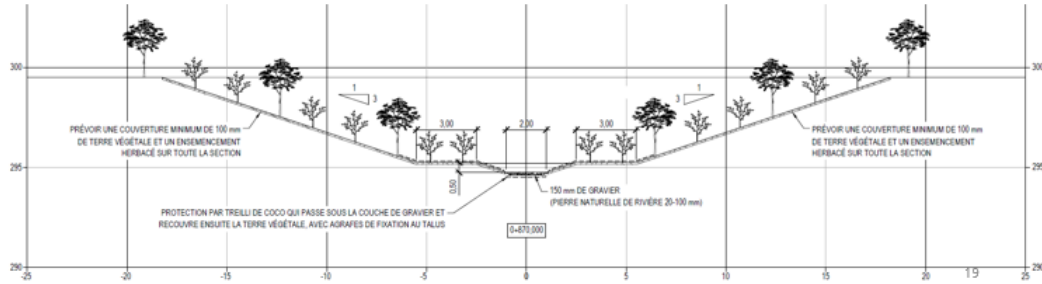 300
300
1
3
1
3
3,00
2,00
3,00
PRÉVOIR UNE COUVERTURE MINIMUM DE 100 mm
DE TERRE VÉGÉTALE ET UN ENSEMENCEMENT
HERBACÉ SUR TOUTE LA SECTION
PRÉVOIR UNE COUVERTURE MINIMUM DE 100 mm
DE TERRE VÉGÉTALE ET UN ENSEMENCEMENT
HERBACÉ SUR TOUTE LA SECTION
295
295
0,50
150 mm DE GRAVIER
(PIERRE NATURELLE DE RIVIÈRE 20-100 mm)
PROTECTION PAR TREILLI DE COCO QUI PASSE SOUS LA COUCHE DE GRAVIER ET
RECOUVRE ENSUITE LA TERRE VÉGÉTALE, AVEC AGRAFES DE FIXATION AU TALUS
0+870,000
290
290
19
-25 -20 -15 -10 -5 0 5 10 15 20 25